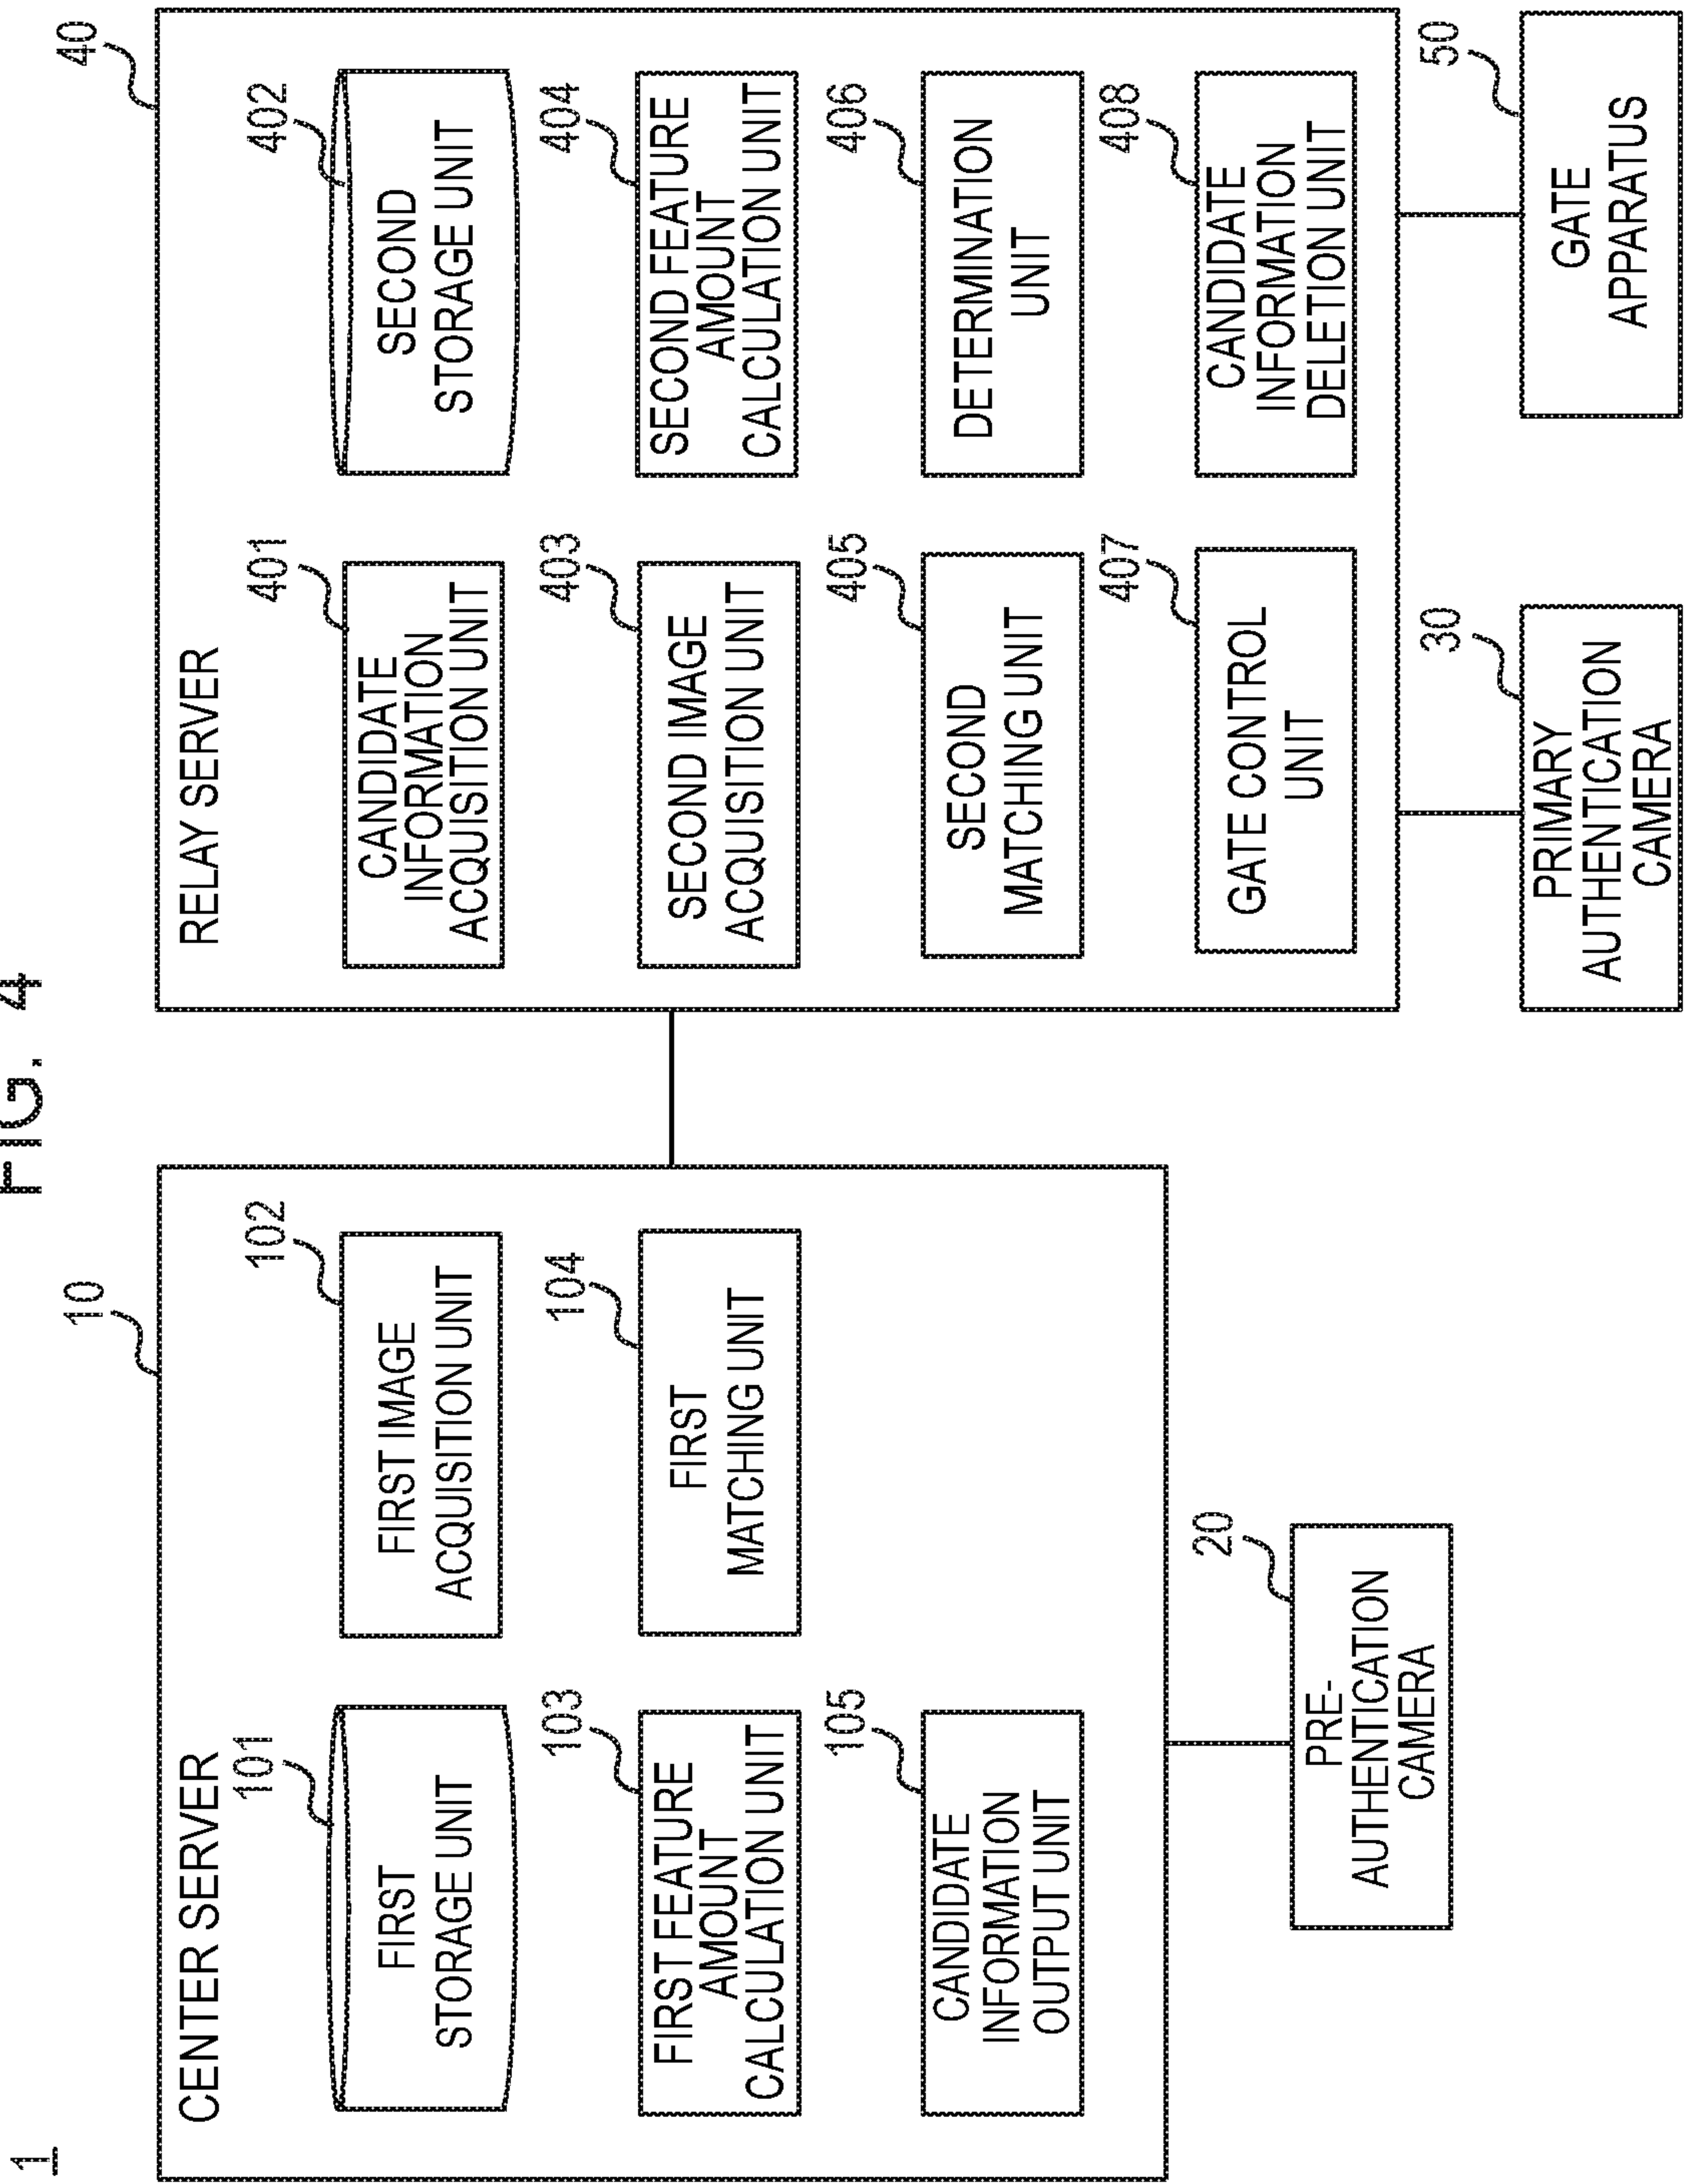 FIG. 4
1
10
CENTER SERVER
101
FIRST
STORAGE UNIT
102
FIRST IMAGE
ACQUISITION UNIT
103
FIRST FEATURE
AMOUNT
CALCULATION UNIT
104
FIRST
MATCHING UNIT
105
CANDIDATE
INFORMATION
OUTPUT UNIT
20
PRE-
AUTHENTICATION
CAMERA
40
RELAY SERVER
401
CANDIDATE
INFORMATION
ACQUISITION UNIT
402
SECOND
STORAGE UNIT
403
SECOND IMAGE
ACQUISITION UNIT
404
SECOND FEATURE
AMOUNT
CALCULATION UNIT
405
SECOND
MATCHING UNIT
406
DETERMINATION
UNIT
407
GATE CONTROL
UNIT
408
CANDIDATE
INFORMATION
DELETION UNIT
30
PRIMARY
AUTHENTICATION
CAMERA
50
GATE
APPARATUS